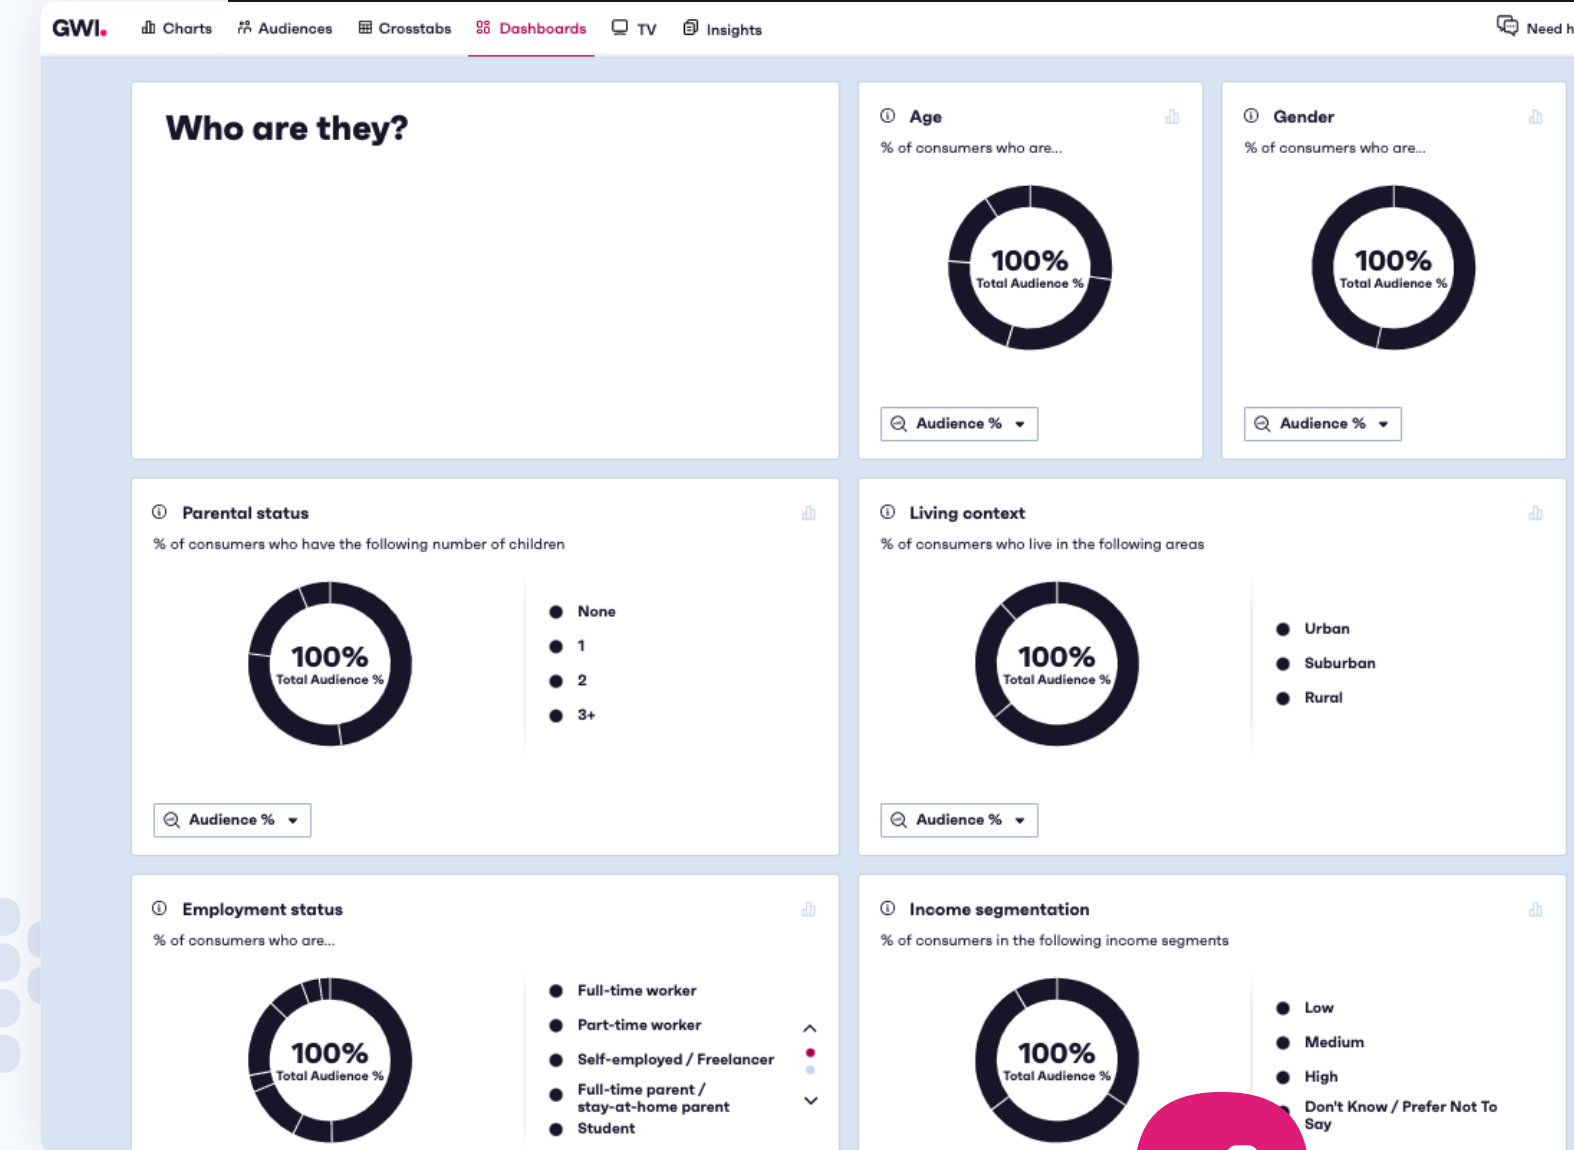 GWI.
Charts
Audiences
Crosstabs
Dashboards
TV
Insights
Need h
Who are they?
Age
% of consumers who are...
100%
Total Audience %
Audience %
Gender
% of consumers who are...
100%
Total Audience %
Audience %
Parental status
% of consumers who have the following number of children
100%
Total Audience %
None
1
2
3+
Audience %
Living context
% of consumers who live in the following areas
100%
Total Audience %
Urban
Suburban
Rural
Audience %
Employment status
% of consumers who are...
100%
Total Audience %
Full-time worker
Part-time worker
Self-employed / Freelancer
Full-time parent /
stay-at-home parent
Student
Income segmentation
% of consumers in the following income segments
100%
Total Audience %
Low
Medium
High
Don't Know / Prefer Not To
Say